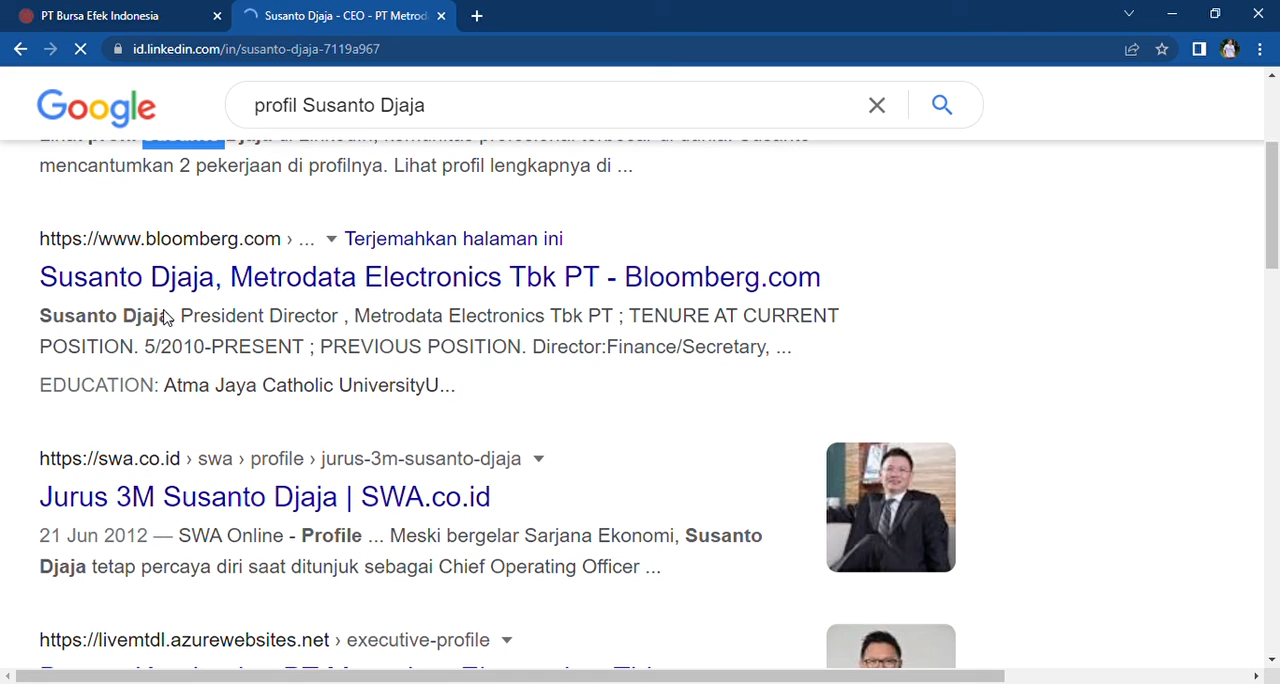 PT Bursa Efek Indonesia
Susanto Djaja - CEO - PT Metrod
id.linkedin.com/in/susanto-djaja-7119a967
Google
profil Susanto Djaja
mencantumkan 2 pekerjaan di profilnya. Lihat profil lengkapnya di ...
https://www.bloomberg.com › ... Terjemahkan halaman ini
Susanto Djaja, Metrodata Electronics Tbk PT - Bloomberg.com
Susanto Djaja, President Director , Metrodata Electronics Tbk PT ; TENURE AT CURRENT
POSITION. 5/2010-PRESENT ; PREVIOUS POSITION. Director:Finance/Secretary, ...
EDUCATION: Atma Jaya Catholic UniversityU...
https://swa.co.id › swa › profile › jurus-3m-susanto-djaja
Jurus 3M Susanto Djaja | SWA.co.id
21 Jun 2012 — SWA Online - Profile ... Meski bergelar Sarjana Ekonomi, Susanto
Djaja tetap percaya diri saat ditunjuk sebagai Chief Operating Officer ...
https://livemtdl.azurewebsites.net › executive-profile